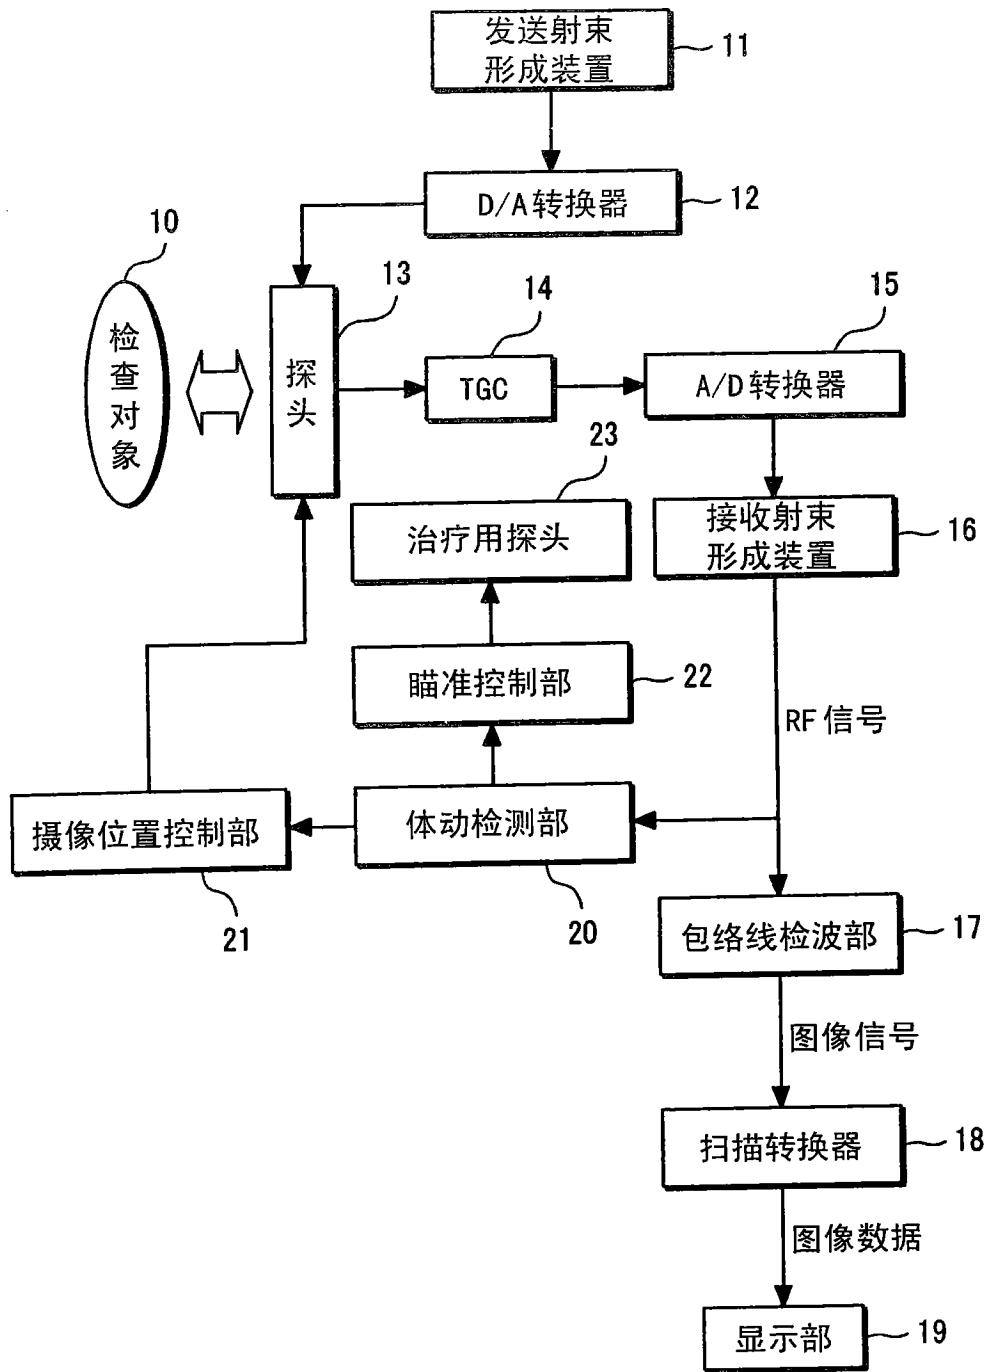 发送射束
形成装置
11
D/A转换器
12
10
13
14
15
检
查
对
象
探
头
TGC
A/D转换器
23
治疗用探头
接收射束
形成装置
16
瞄准控制部
22
RF信号
摄像位置控制部
体动检测部
21
20
包络线检波部
17
图像信号
扫描转换器
18
图像数据
显示部
19